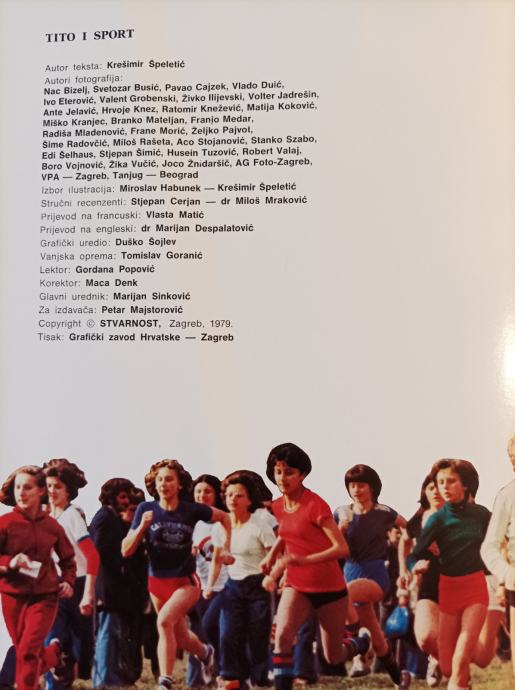 TITO I SPORT
Autor teksta: Krešimir Špeletić
Autori fotografija:
Nac Bizelj, Svetozar Busić, Pavao Cajzek, Vlado Duić,
Ivo Eterović, Valent Grobenski, Živko Ilijevski, Volter Jadrešin,
Ante Jelavić, Hrvoje Knez, Ratomir Knežević, Matija Koković,
Miško Kranjec, Branko Mateljan, Franjo Medar,
Radiša Mladenović, Frane Morić, Željko Pajvot,
Šime Radovčić, Miloš Rašeta, Aco Stojanović, Stanko Szabo,
Edi Šelhaus, Stjepan Šimić, Husein Tuzović, Robert Valaj,
Boro Vojnović, Žika Vučić, Joco Žnidaršić, AG Foto-Zagreb,
VPA — Zagreb, Tanjug — Beograd
Izbor ilustracija: Miroslav Habunek — Krešimir Špeletić
Stručni recenzenti: Stjepan Cerjan — dr Miloš Mraković
Prijevod na francuski: Vlasta Matić
Prijevod na engleski: dr Marijan Despalatović
Grafički uredio: Duško Šojlev
Vanjska oprema: Tomislav Goranić
Lektor: Gordana Popović
Korektor: Maca Denk
Glavni urednik: Marijan Sinković
Za izdavača: Petar Majstorović
Copyright © STVARNOST, Zagreb, 1979.
Tisak: Grafički zavod Hrvatske — Zagreb